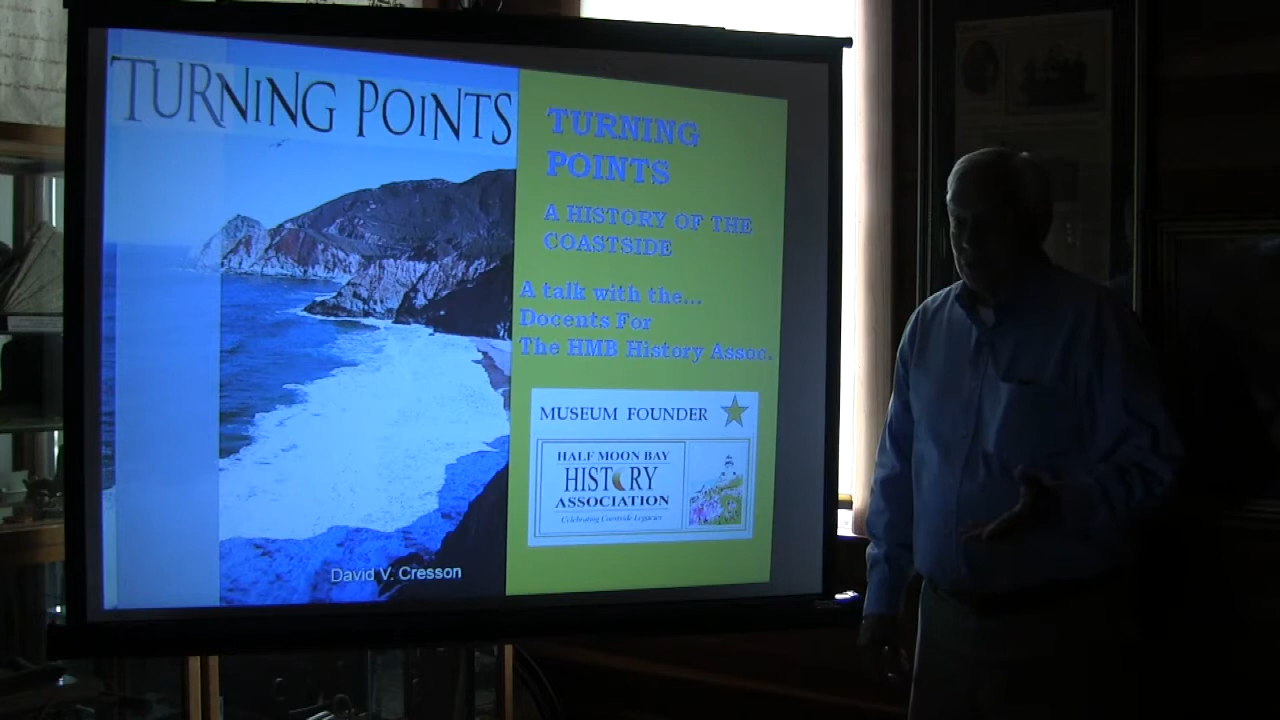 TURNING POINTS
David V. Cresson
TURNING
POINTS
A HISTORY OF THE
COASTSIDE
A talk with the...
Docents For
The HMB History Assoc.
MUSEUM FOUNDER
HALF MOON BAY
HISTORY
ASSOCIATION
Celebrating Coastside Legacies